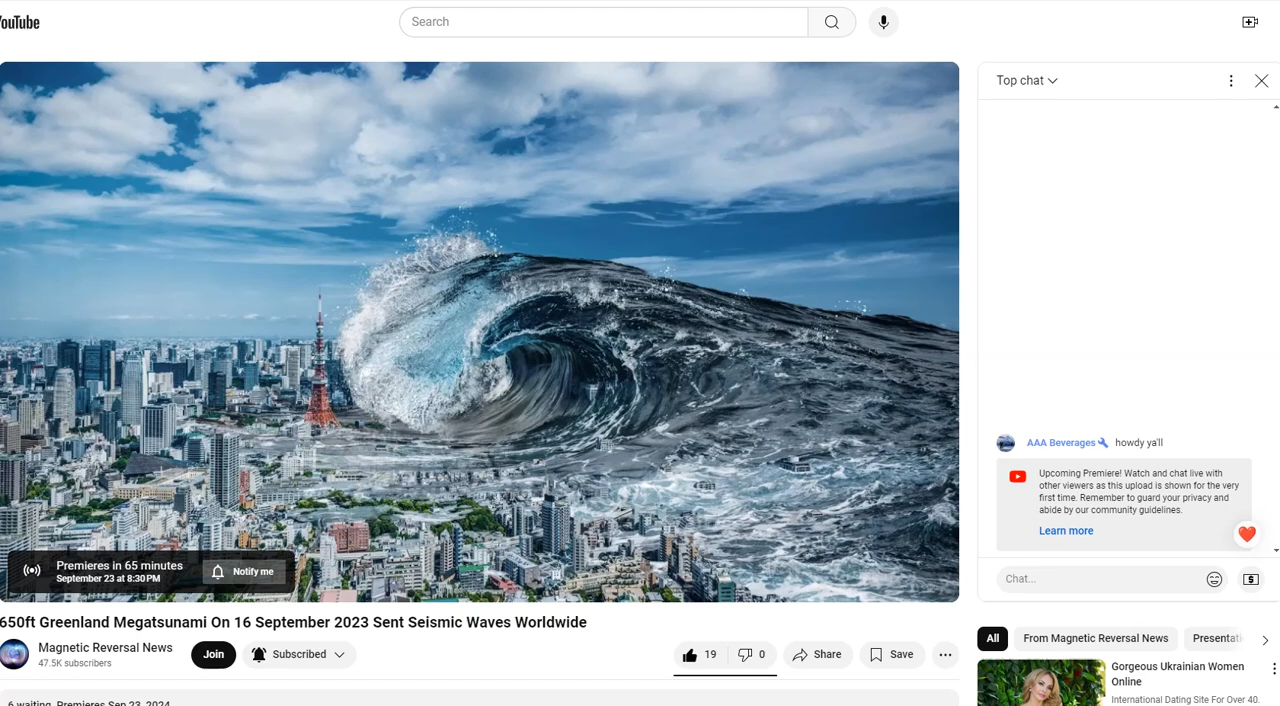 YouTube
Search
Top chat
AAA Beverages howdy ya'll
Upcoming Premiere! Watch and chat live with
other viewers as this upload is shown for the very
first time. Remember to guard your privacy and
abide by our community guidelines.
Learn more
Chat...
Premieres in 65 minutes
September 23 at 8:30 PM
Notify me
650ft Greenland Megatsunami On 16 September 2023 Sent Seismic Waves Worldwide
Magnetic Reversal News
47.5K subscribers
Join
Subscribed
19
0
Share
Save
6 waiting Premieres Sep 23, 2024
All
From Magnetic Reversal News
Presentati
Gorgeous Ukrainian Women
Online
International Dating Site For Over 40.